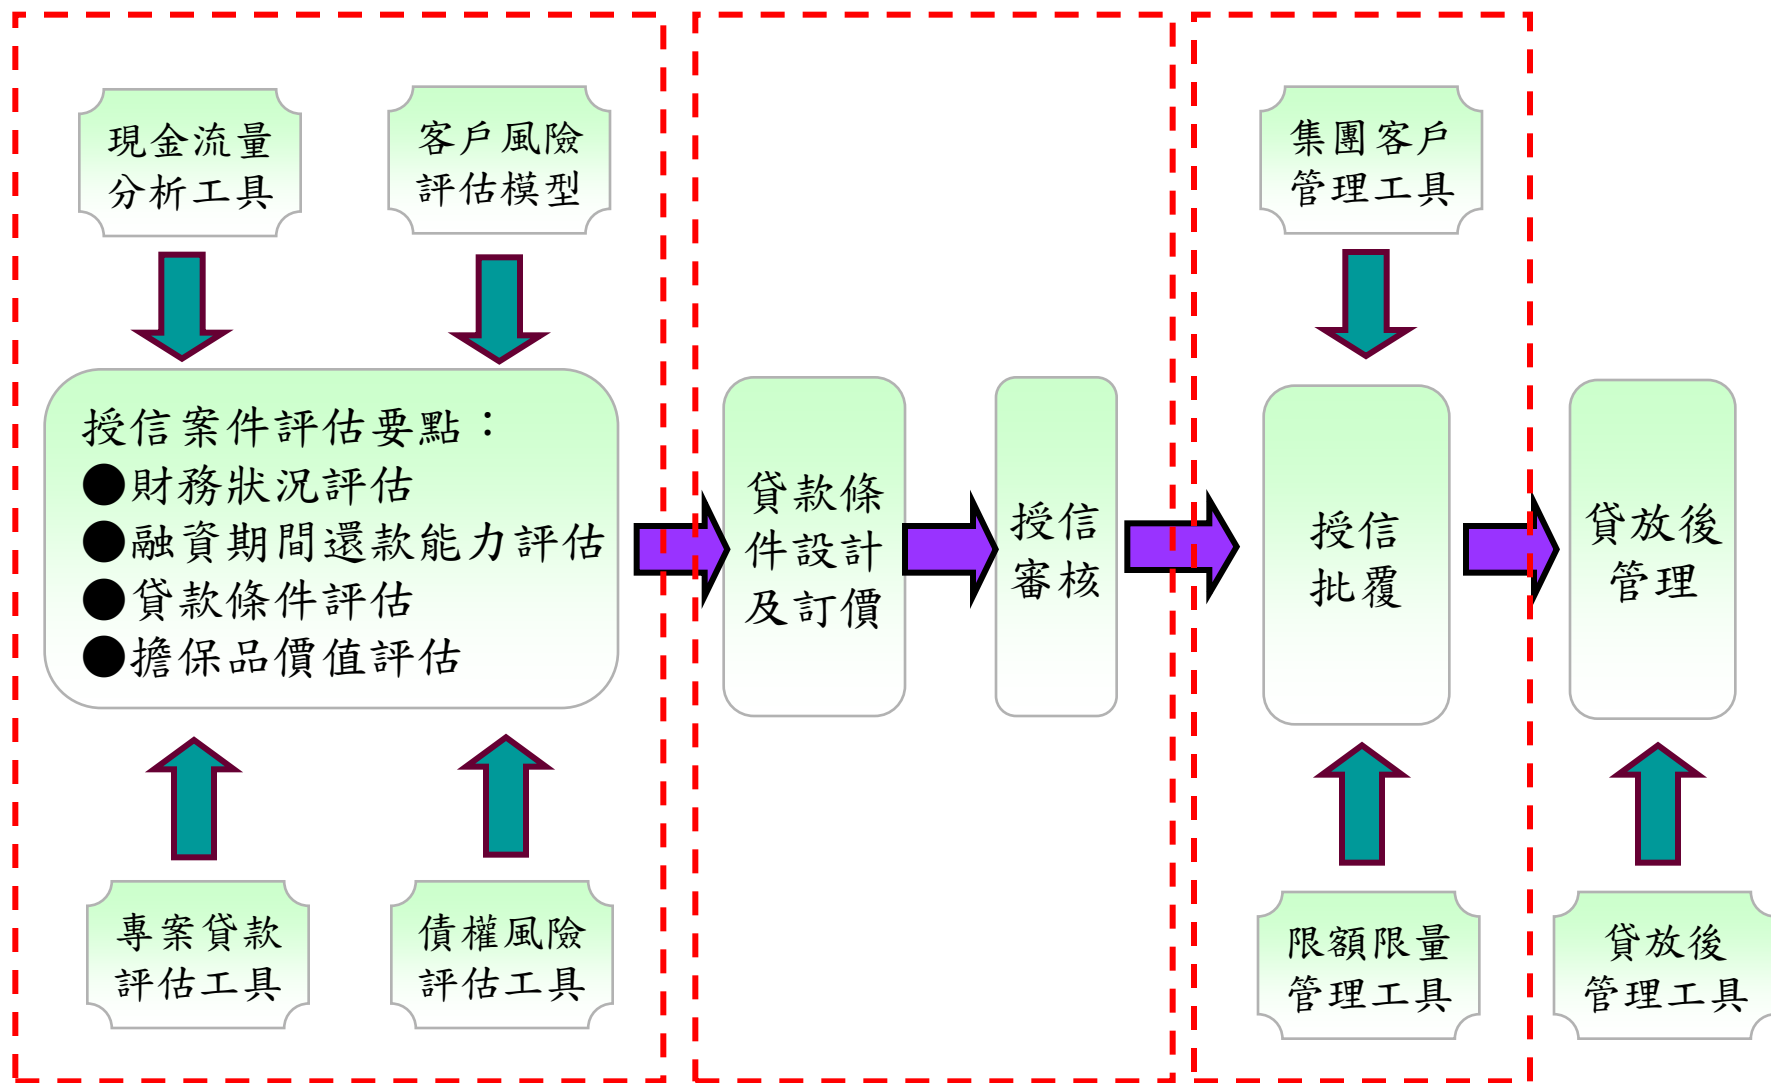 現金流量
分析工具
客戶風險
評估模型
集團客戶
管理工具
授信案件評估要點：
●財務狀況評估
●融資期間還款能力評估
●貸款條件評估
●擔保品價值評估
貸款條
件設計
及訂價
授信
審核
授信
批覆
貸放後
管理
專案貸款
評估工具
債權風險
評估工具
限額限量
管理工具
貸放後
管理工具